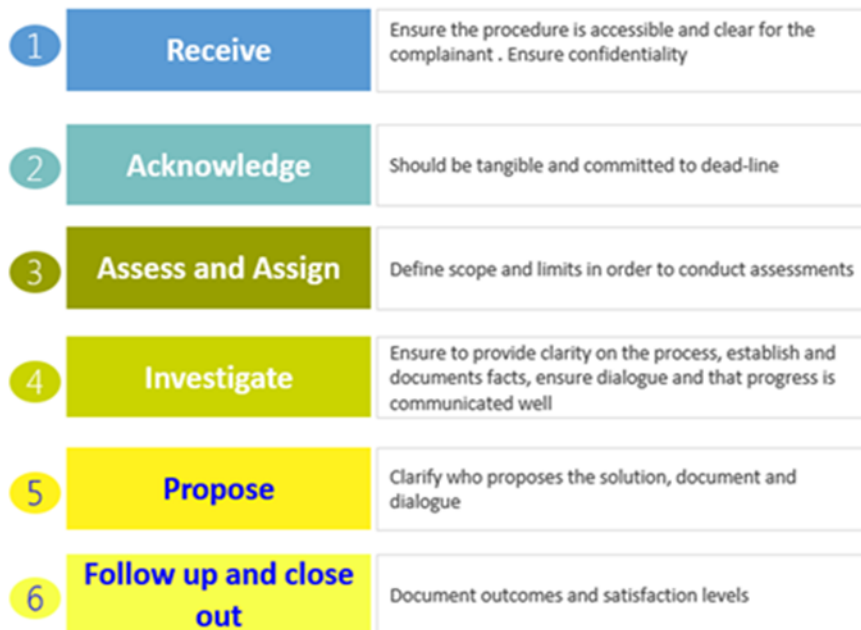 1
Receive
Ensure the procedure is accessible and clear for the
complainant . Ensure confidentiality
2
Acknowledge
Should be tangible and committed to dead-line
3
Assess and Assign
Define scope and limits in order to conduct assessments
4
Investigate
Ensure to provide clarity on the process, establish and
documents facts, ensure dialogue and that progress is
communicated well
5
Propose
Clarify who proposes the solution, document and
dialogue
6
Follow up and close
out
Document outcomes and satisfaction levels